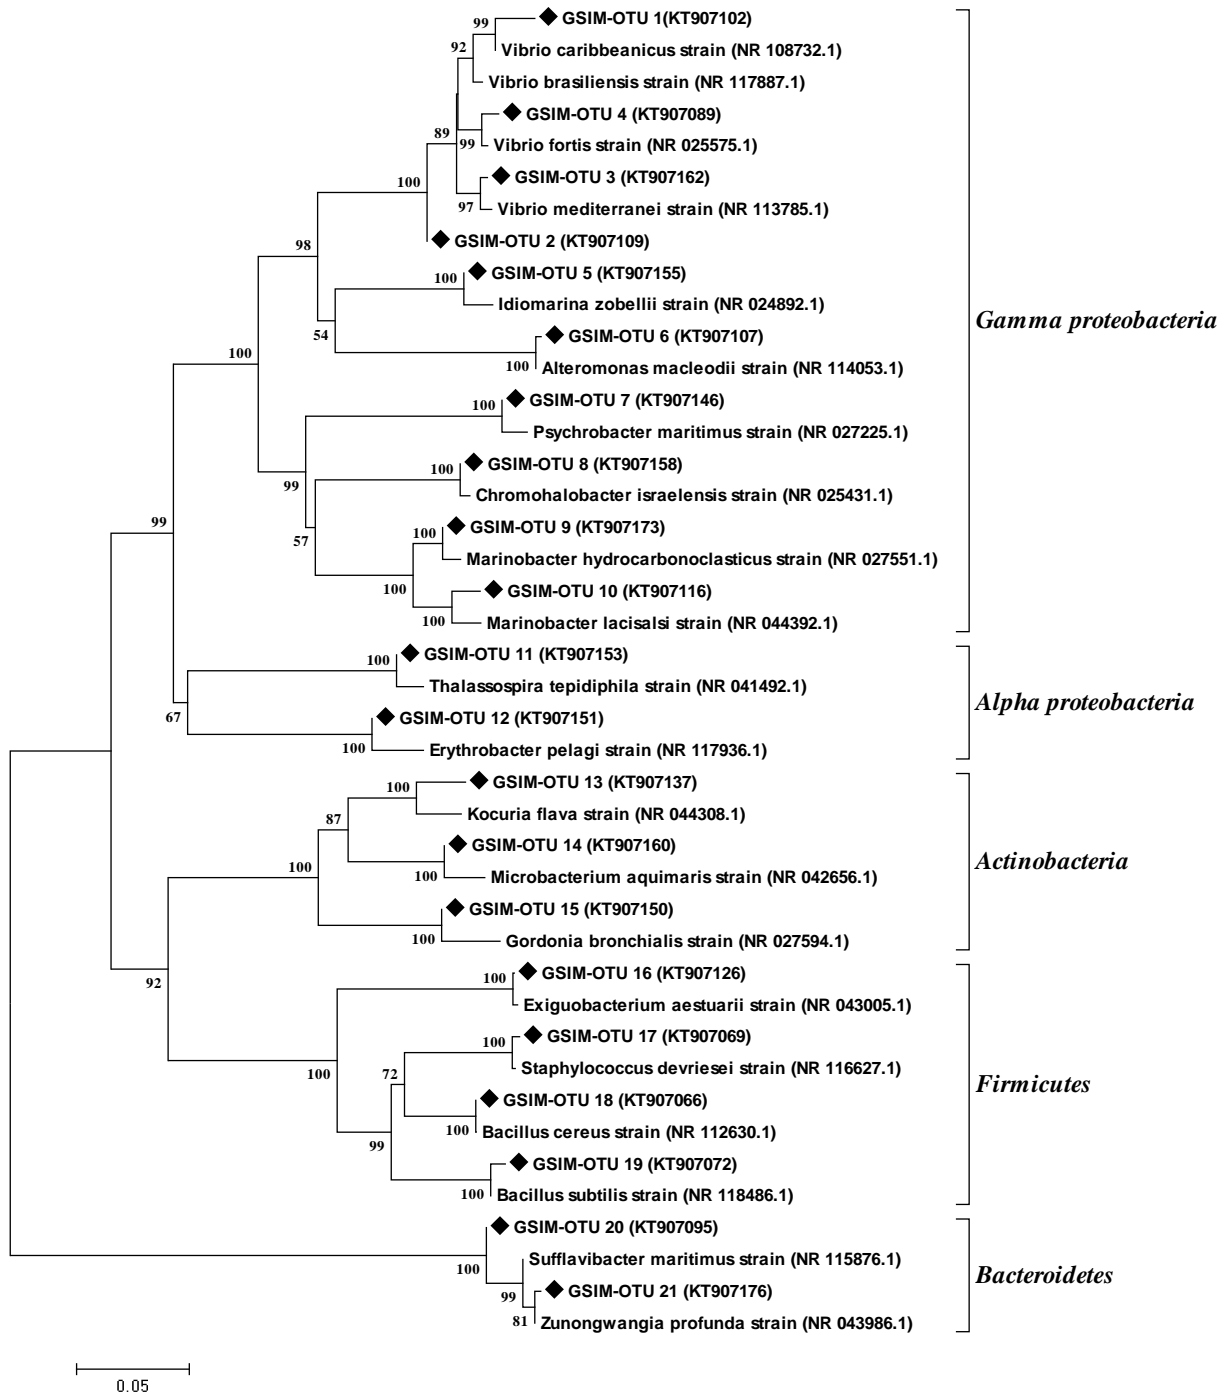 99
GSIM-OTU 1(KT907102)
Vibrio caribbeanicus strain (NR 108732.1)
92
Vibrio brasiliensis strain (NR 117887.1)
GSIM-OTU 4 (KT907089)
89
99
Vibrio fortis strain (NR 025575.1)
100
GSIM-OTU 3 (KT907162)
97
Vibrio mediterranei strain (NR 113785.1)
98
GSIM-OTU 2 (KT907109)
100
GSIM-OTU 5 (KT907155)
Idiomarina zobellii strain (NR 024892.1)
Gamma proteobacteria
54
GSIM-OTU 6 (KT907107)
100
100
Alteromonas macleodii strain (NR 114053.1)
100
GSIM-OTU 7 (KT907146)
Psychrobacter maritimus strain (NR 027225.1)
100
GSIM-OTU 8 (KT907158)
99
Chromohalobacter israelensis strain (NR 025431.1)
99
57
100
GSIM-OTU 9 (KT907173)
Marinobacter hydrocarbonoclasticus strain (NR 027551.1)
100
GSIM-OTU 10 (KT907116)
100
Marinobacter lacisalsi strain (NR 044392.1)
100
GSIM-OTU 11 (KT907153)
Thalassospira tepidiphila strain (NR 041492.1)
Alpha proteobacteria
67
GSIM-OTU 12 (KT907151)
100
Erythrobacter pelagi strain (NR 117936.1)
100
GSIM-OTU 13 (KT907137)
87
Kocuria flava strain (NR 044308.1)
GSIM-OTU 14 (KT907160)
Actinobacteria
100
100
Microbacterium aquimaris strain (NR 042656.1)
GSIM-OTU 15 (KT907150)
100
Gordonia bronchialis strain (NR 027594.1)
92
100
GSIM-OTU 16 (KT907126)
Exiguobacterium aestuarii strain (NR 043005.1)
100
GSIM-OTU 17 (KT907069)
100
72
Staphylococcus devriesei strain (NR 116627.1)
Firmicutes
GSIM-OTU 18 (KT907066)
99
100
Bacillus cereus strain (NR 112630.1)
GSIM-OTU 19 (KT907072)
100
Bacillus subtilis strain (NR 118486.1)
GSIM-OTU 20 (KT907095)
100
Sufflavibacter maritimus strain (NR 115876.1)
Bacteroidetes
99
GSIM-OTU 21 (KT907176)
81
Zunongwangia profunda strain (NR 043986.1)
0.05